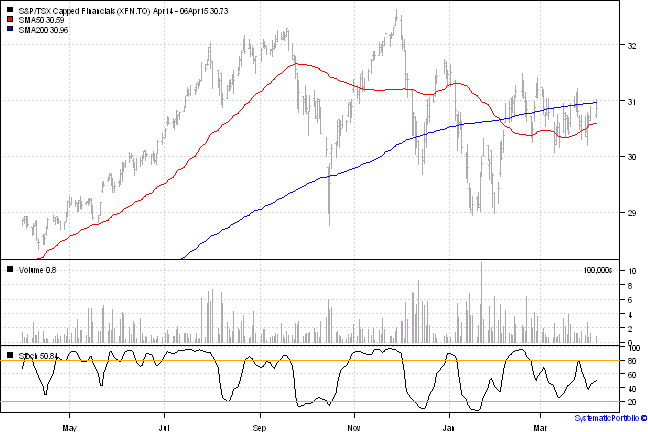 S&P/TSX Capped Financials (XFN.TO) Apr14 - 06Apr15 30.73
SMA50 30.59
SMA200 30.96
32
31
30
29
Volume 0.8
100,000s
10
8
6
4
2
0
Stoch 50.84
100
80
60
40
20
May
Jul
Sep
Nov
Jan
Mar
SystematicPortfolio ©